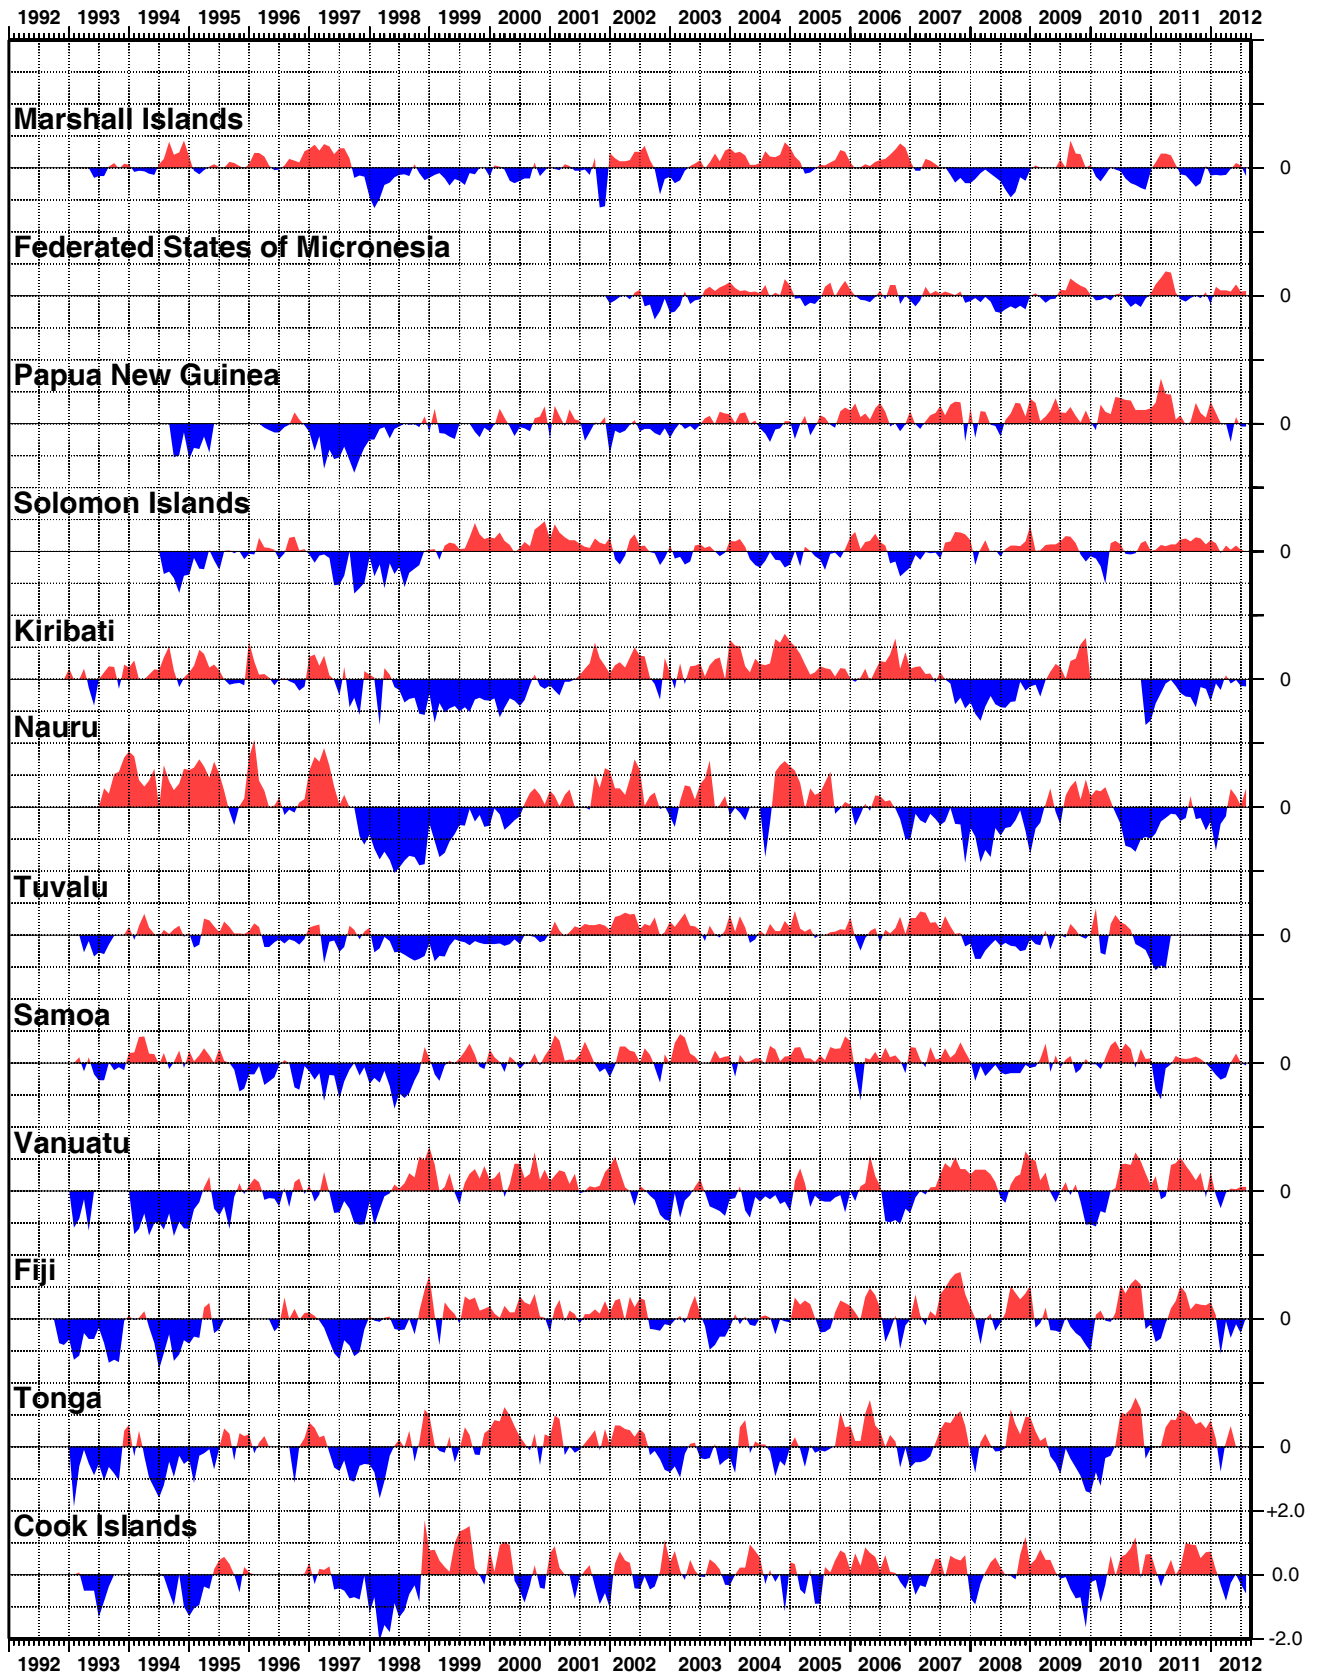 1992 1993 1994 1995 1996 1997 1998 1999 2000 2001 2002 2003 2004 2005 2006 2007 2008 2009 2010 2011 2012
Marshall Islands
0
Federated States of Micronesia
0
Papua New Guinea
0
Solomon Islands
0
Kiribati
0
Nauru
0
Tuvalu
0
Samoa
0
Vanuatu
0
Fiji
0
Tonga
0
+2.0
Cook Islands
0.0
-2.0
1992 1993 1994 1995 1996 1997 1998 1999 2000 2001 2002 2003 2004 2005 2006 2007 2008 2009 2010 2011 2012